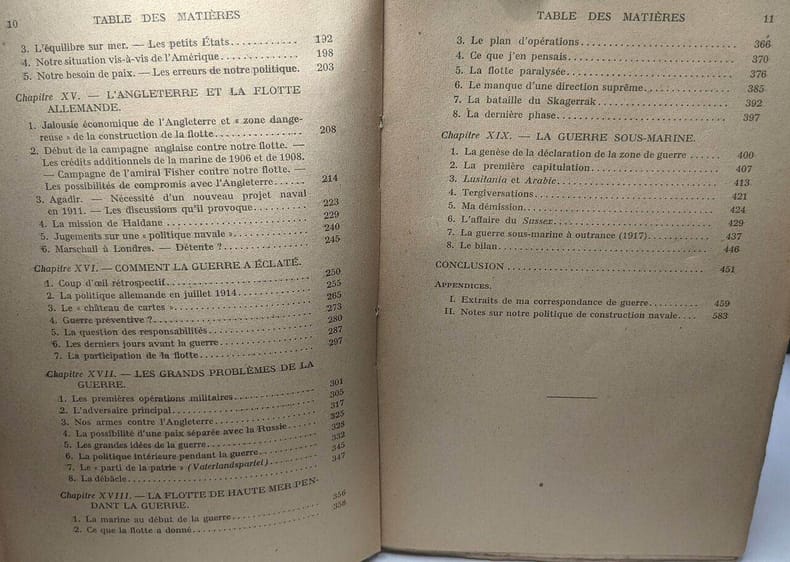 10
TABLE DES MATIÈRES
3. L'équilibre sur mer. — Les petits États............ 192
4. Notre situation vis-à-vis de l'Amérique............ 198
5. Notre besoin de paix. — Les erreurs de notre politique. 203
Chapitre XV. — L'ANGLETERRE ET LA FLOTTE
ALLEMANDE.
1. Jalousie économique de l'Angleterre et « zone dange-
reuse » de la construction de la flotte............ 208
2. Début de la campagne anglaise contre notre flotte. —
Les crédits additionnels de la marine de 1906 et de 1908.
— Campagne de l'amiral Fisher contre notre flotte. —
Les possibilités de compromis avec l'Angleterre...... 214
3. Agadir. — Nécessité d'un nouveau projet naval
en 1911. — Les discussions qu'il provoque............ 223
4. La mission de Haldane............ 229
5. Jugements sur une « politique navale »............ 240
6. Marschall à Londres. — Détente ?............ 245
Chapitre XVI. — COMMENT LA GUERRE A ÉCLATÉ.
1. Coup d'œil rétrospectif............ 250
2. La politique allemande en juillet 1914............ 255
3. Le « château de cartes »............ 265
4. Guerre préventive ?............ 273
5. La question des responsabilités............ 280
6. Les derniers jours avant la guerre............ 287
7. La participation de la flotte............ 297
Chapitre XVII. — LES GRANDS PROBLÈMES DE LA
GUERRE.
1. Les premières opérations militaires............ 301
2. L'adversaire principal............ 305
3. Nos armes contre l'Angleterre............ 317
4. La possibilité d'une paix séparée avec la Russie...... 325
5. Les grandes idées de la guerre............ 328
6. La politique intérieure pendant la guerre............ 332
7. Le « parti de la patrie » (Vaterlandspartei)............ 345
8. La débâcle............ 347
Chapitre XVIII. — LA FLOTTE DE HAUTE MER PEN-
DANT LA GUERRE.
1. La marine au début de la guerre............ 356
2. Ce que la flotte a donné............ 358
TABLE DES MATIÈRES
11
3. Le plan d'opérations............ 366
4. Ce que j'en pensais............ 370
5. La flotte paralysée............ 376
6. Le manque d'une direction suprême............ 385
7. La bataille du Skagerrak............ 392
8. La dernière phase............ 397
Chapitre XIX. — LA GUERRE SOUS-MARINE.
1. La genèse de la déclaration de la zone de guerre...... 400
2. La première capitulation............ 407
3. Lusitania et Arabic............ 413
4. Tergiversations............ 421
5. Ma démission............ 424
6. L'affaire du Sussex............ 429
7. La guerre sous-marine à outrance (1917)............ 437
8. Le bilan............ 446
CONCLUSION............ 451
APPENDICES.
I. Extraits de ma correspondance de guerre............ 459
II. Notes sur notre politique de construction navale.... 583